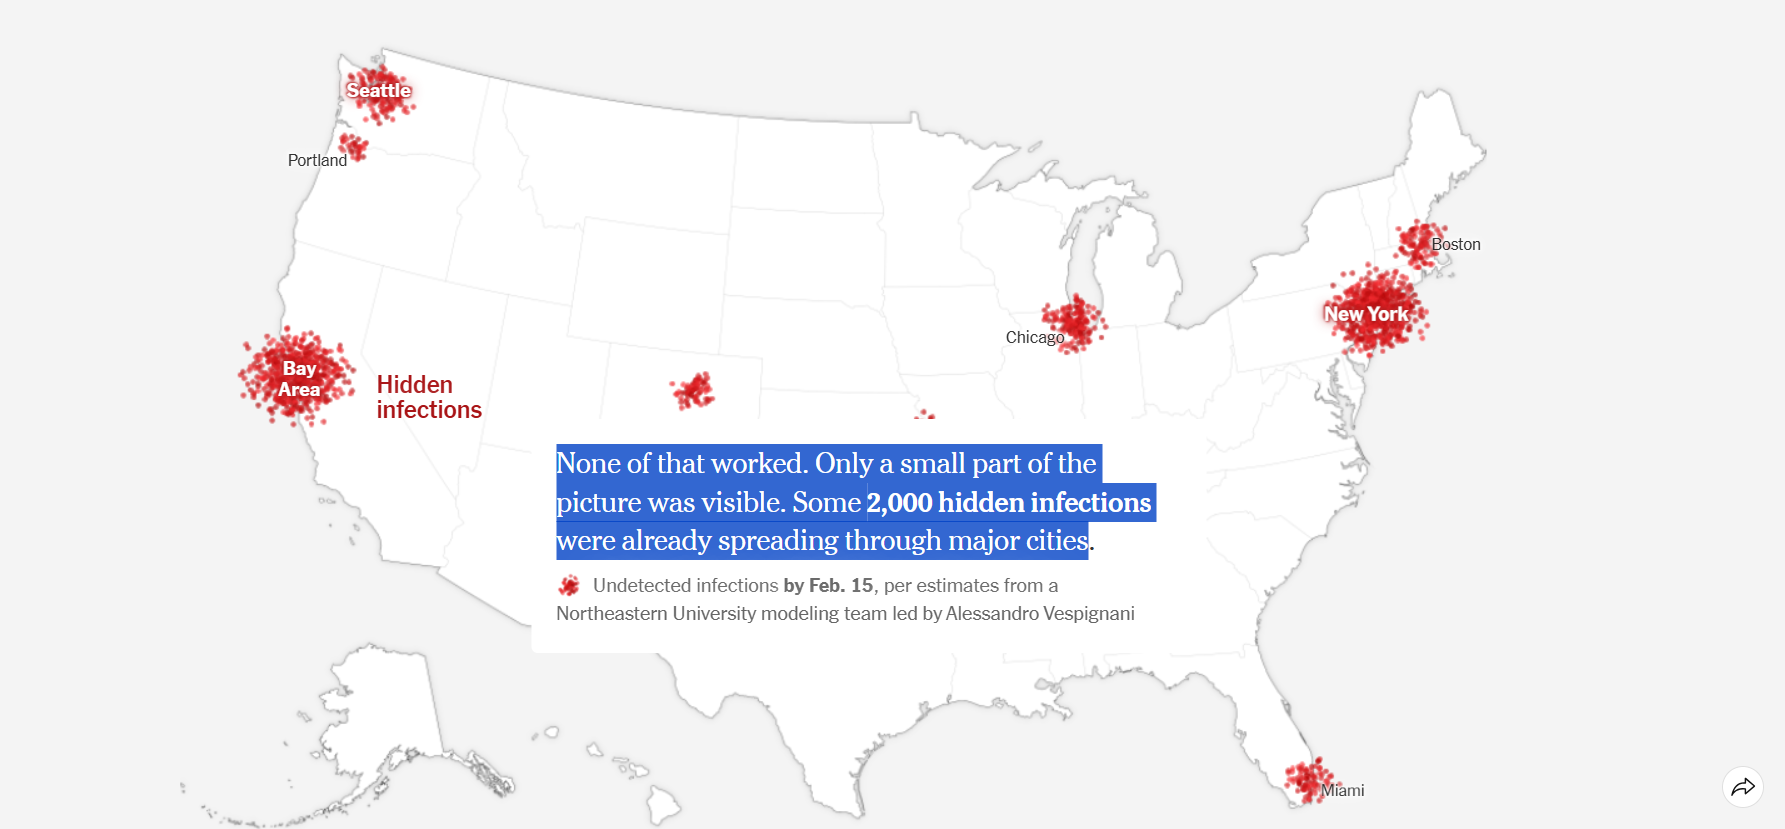 Seattle
Portland
Boston
New York
Chicago
Bay
Area
Hidden
infections
None of that worked. Only a small part of the
picture was visible. Some 2,000 hidden infections
were already spreading through major cities.
Undetected infections by Feb. 15, per estimates from a
Northeastern University modeling team led by Alessandro Vespignani
Miami